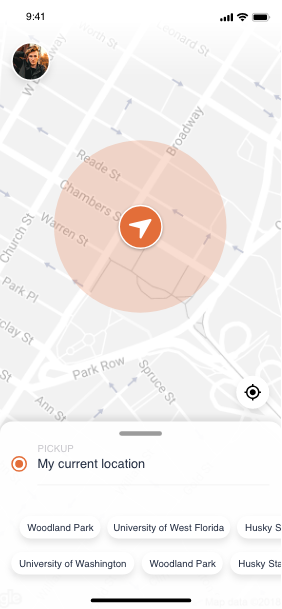 9:41
North St
Leonard St
W Broadway
Broadway
Reade St
Chambers St
Church St
Warren St
Park Pl
Barclay St
Park Row
Spruce St
Ann St
PICKUP
My current location
Woodland Park
University of West Florida
Husky S
University of Washington
Woodland Park
Husky Sta